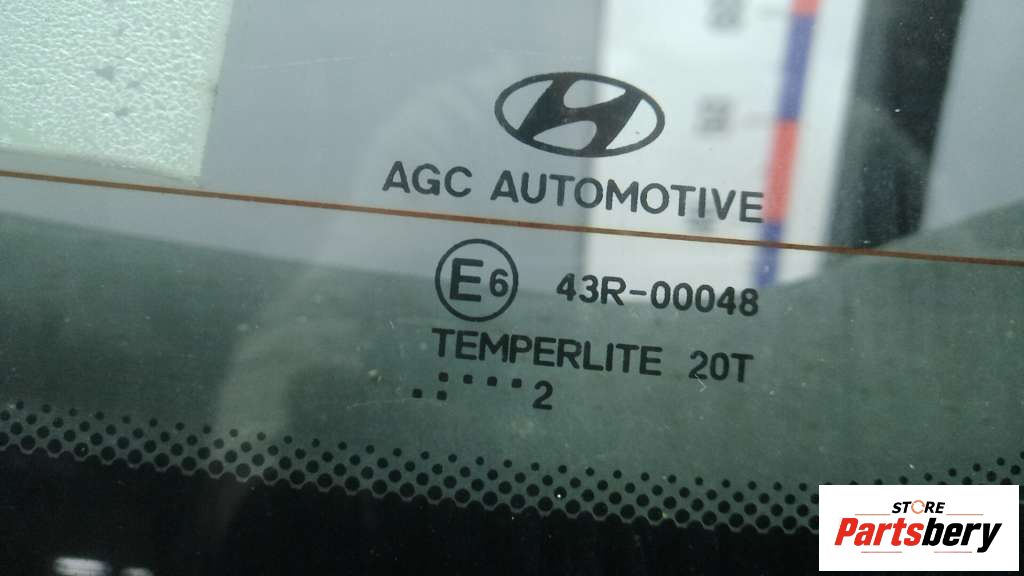 AGC AUTOMOTIVE
E6 43R-00048
TEMPERLITE 20T
.:····2
STORE
Partsbery